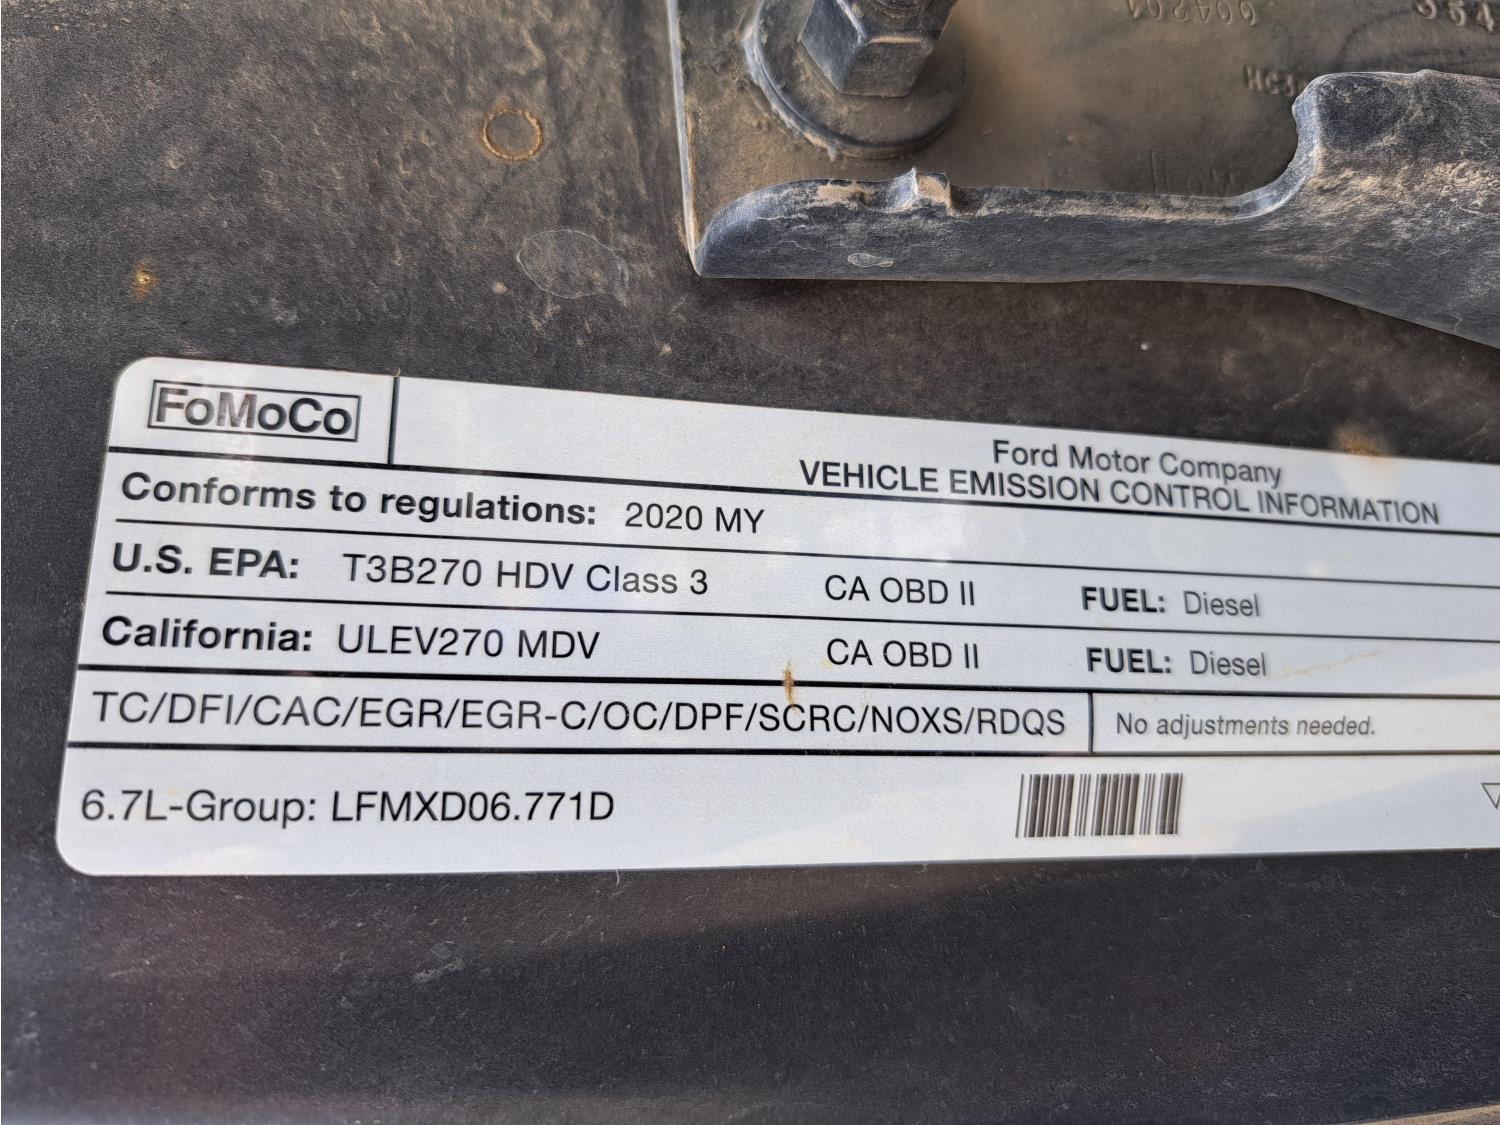 FoMoCo
Ford Motor Company
VEHICLE EMISSION CONTROL INFORMATION
Conforms to regulations: 2020 MY
U.S. EPA: T3B270 HDV Class 3 CA OBD II FUEL: Diesel
California: ULEV270 MDV CA OBD II FUEL: Diesel
TC/DFI/CAC/EGR/EGR-C/OC/DPF/SCRC/NOXS/RDQS No adjustments needed.
6.7L-Group: LFMXD06.771D